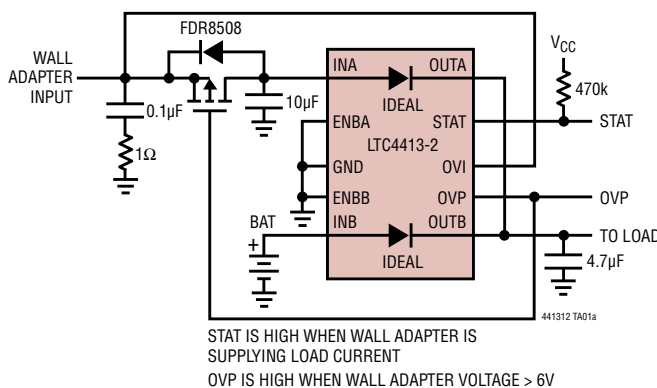 FDR8508
WALL
ADAPTER
INPUT
0.1µF
1Ω
10µF
INA
OUTA
IDEAL
ENBA
STAT
LTC4413-2
GND
OVI
ENBB
OVP
INB
OUTB
IDEAL
BAT
+
VCC
470k
STAT
OVP
TO LOAD
4.7µF
441312 TA01a
STAT IS HIGH WHEN WALL ADAPTER IS
SUPPLYING LOAD CURRENT
OVP IS HIGH WHEN WALL ADAPTER VOLTAGE > 6V